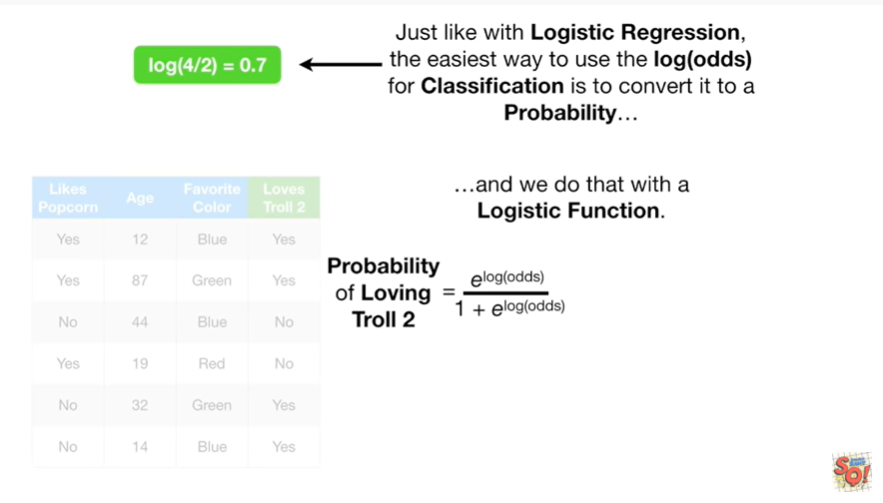 Just like with Logistic Regression,
the easiest way to use the log(odds)
for Classification is to convert it to a
Probability…
log(4/2) = 0.7
…and we do that with a
Logistic Function.
Likes Popcorn Age Favorite Color Loves Troll 2
Yes 12 Blue Yes
Yes 87 Green Yes
No 44 Blue No
Yes 19 Red No
No 32 Green Yes
No 14 Blue Yes
Probability
of Loving
Troll 2
=
e^log(odds)
1 + e^log(odds)
SQ!